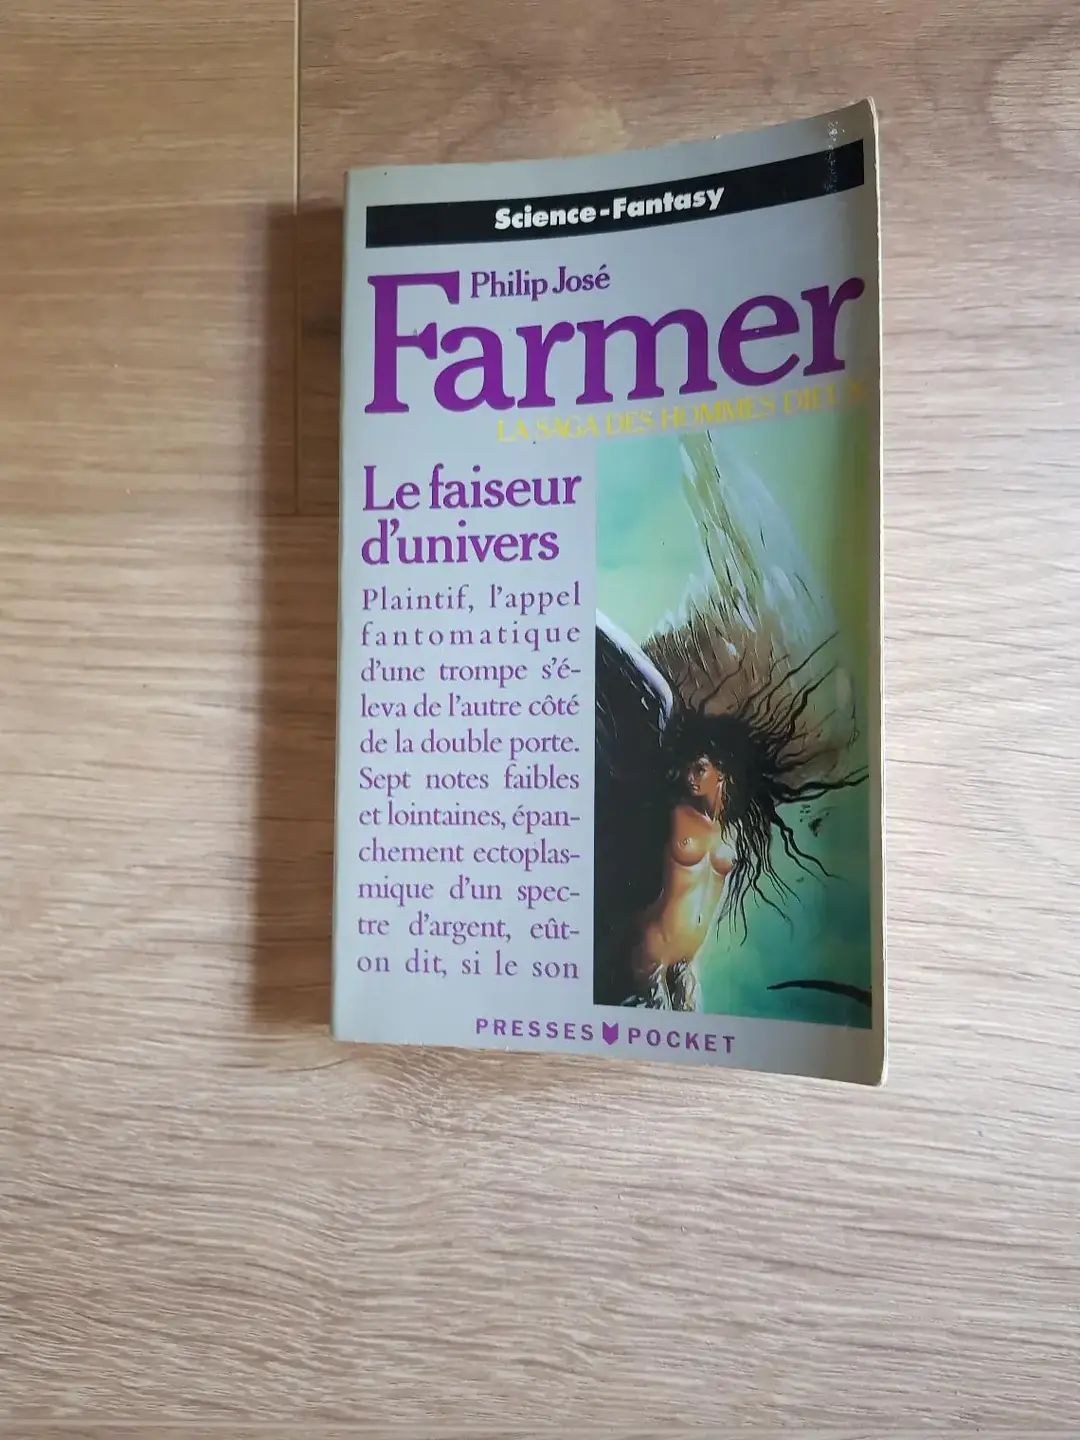 Science-Fantasy
Philip José
Farmer
LA SAGA DES HOMMES DIEUX
Le faiseur
d'univers
Plaintif, l'appel
fantomatique
d'une trompe s'é-
leva de l'autre côté
de la double porte.
Sept notes faibles
et lointaines, épan-
chement ectoplas-
mique d'un spec-
tre d'argent, eût-
on dit, si le son
PRESSES POCKET